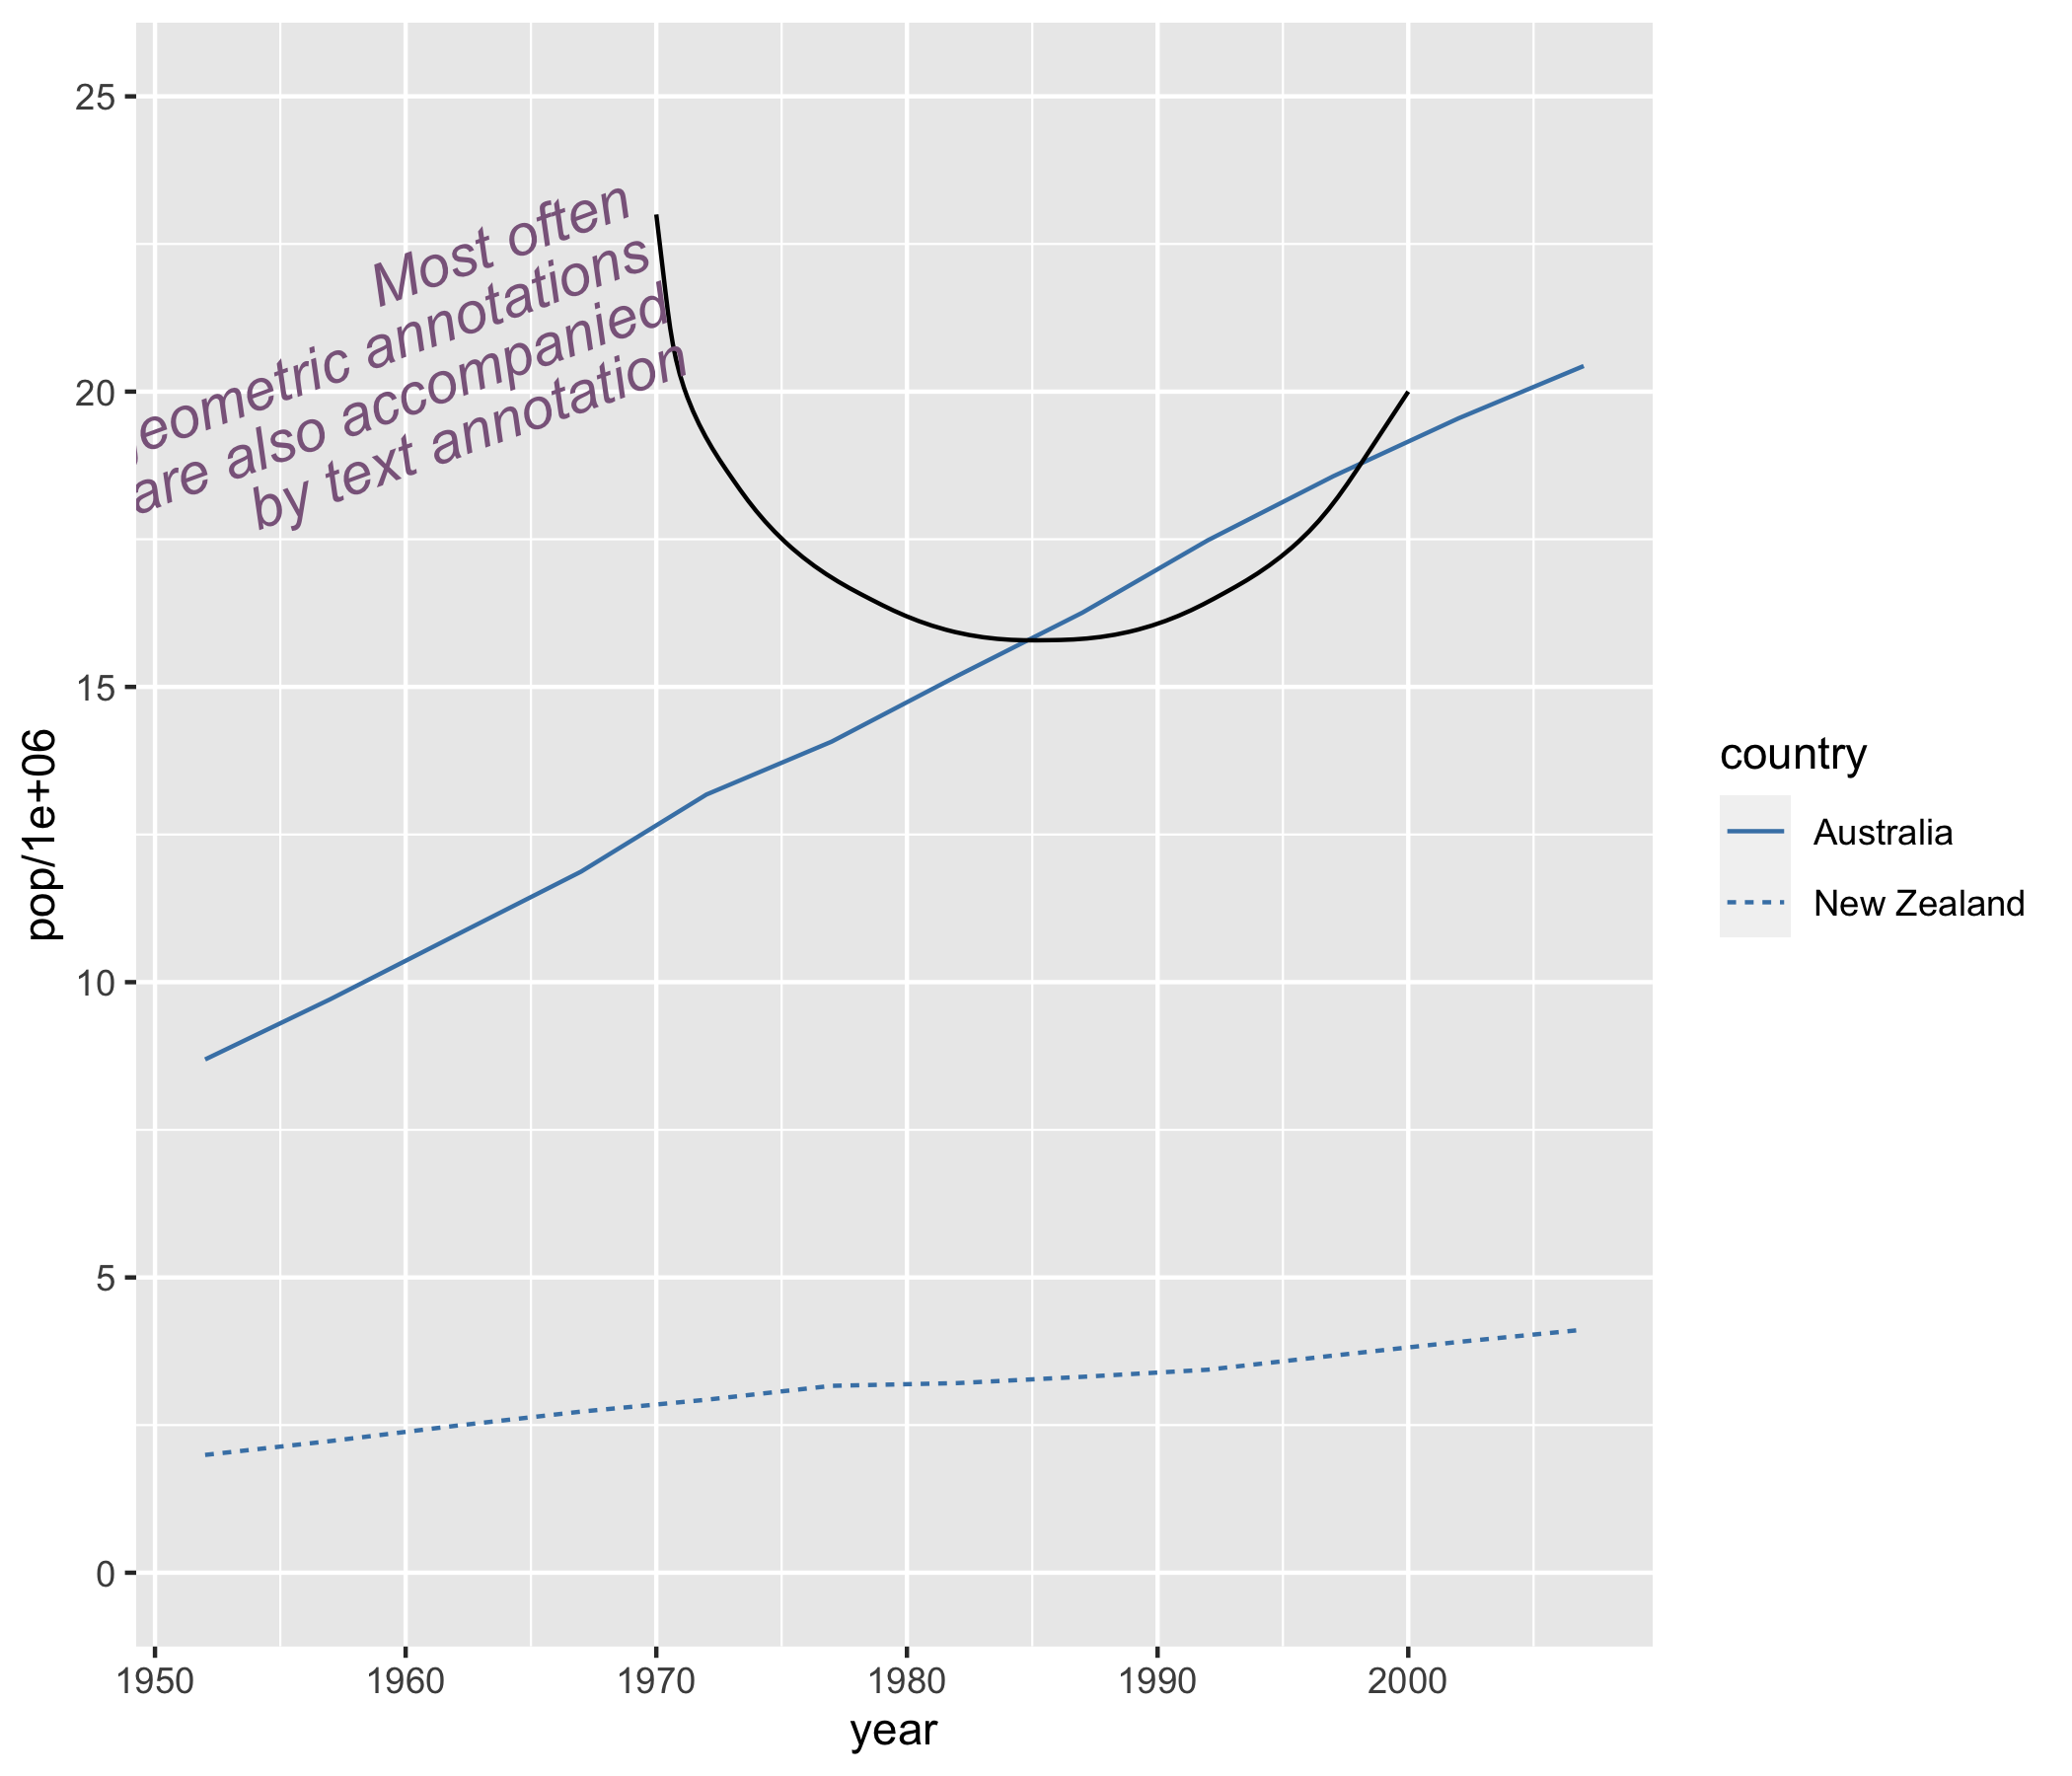 Most often
eometric annotations
are also accompanied
by text annotation
25
20
15
10
5
0
pop/1e+06
1950 1960 1970 1980 1990 2000
year
country
Australia
New Zealand